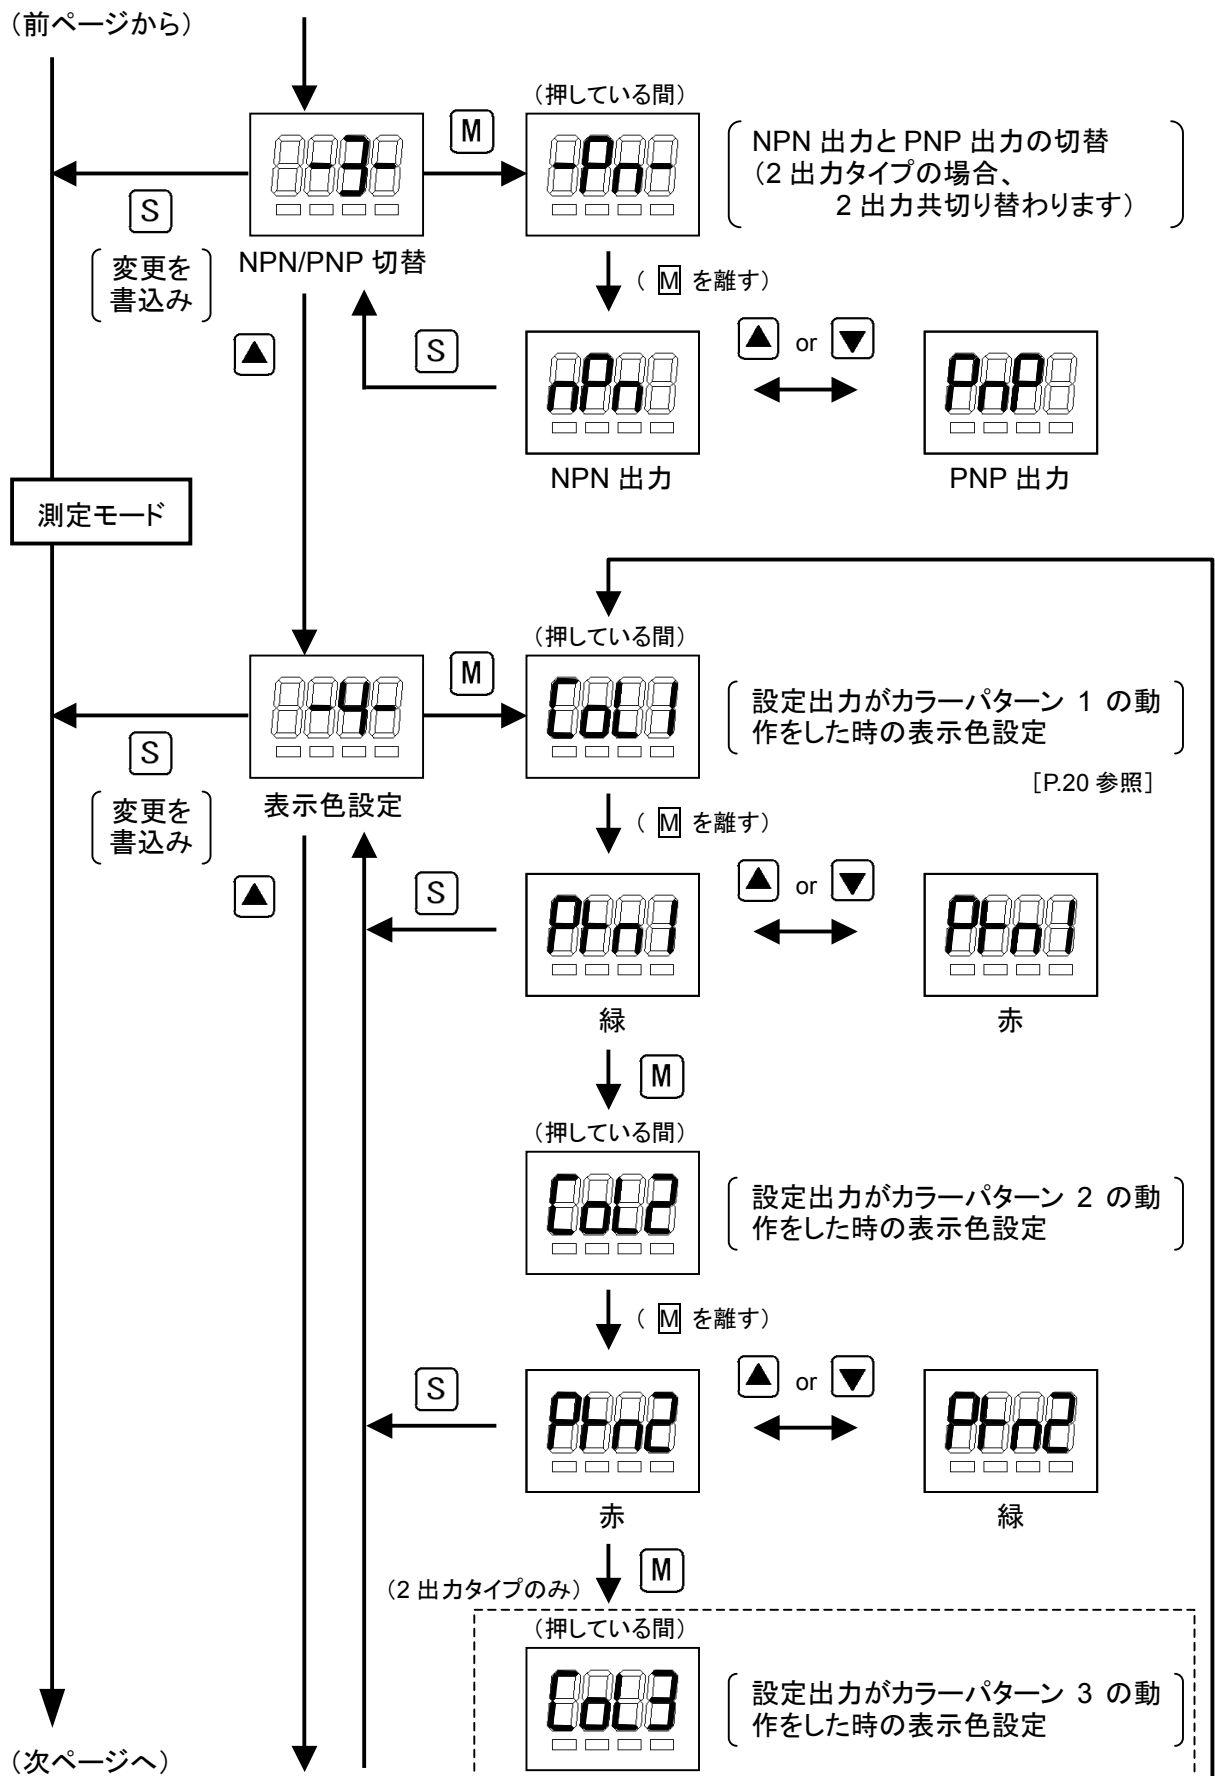 （前ページから）
（押している間）
-3-
M
-Pn-
NPN 出力と PNP 出力の切替
（2 出力タイプの場合、
2 出力共切り替わります）
S
変更を
書込み
NPN/PNP 切替
（ M を離す）
▲
S
nPn
▲ or ▼
PnP
NPN 出力
PNP 出力
測定モード
（押している間）
-4-
M
CoL1
設定出力がカラーパターン 1 の動
作をした時の表示色設定
[P.20 参照]
S
変更を
書込み
表示色設定
（ M を離す）
▲
S
Ptn1
▲ or ▼
Ptn1
緑
赤
M
（押している間）
CoL2
設定出力がカラーパターン 2 の動
作をした時の表示色設定
（ M を離す）
S
Ptn2
▲ or ▼
Ptn2
赤
緑
M
（2 出力タイプのみ）
（押している間）
CoL3
設定出力がカラーパターン 3 の動
作をした時の表示色設定
（次ページへ）